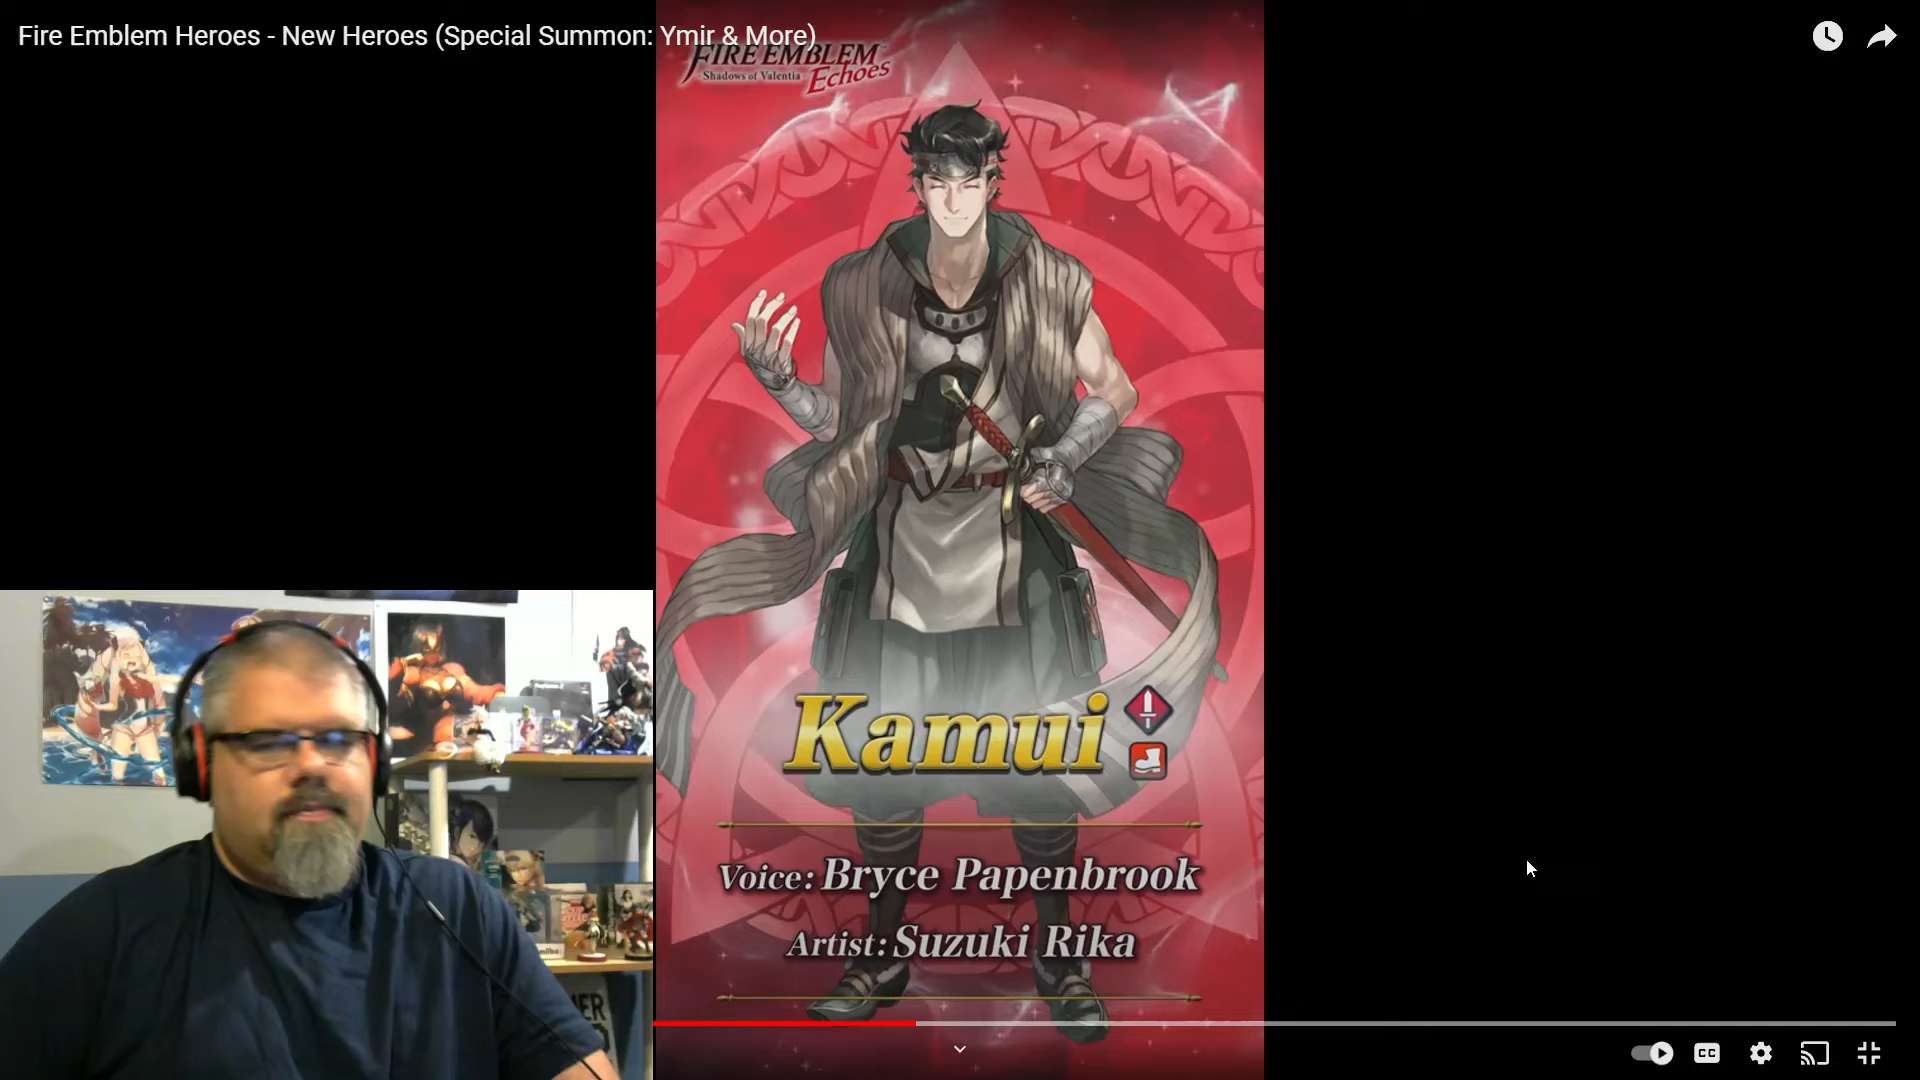 Fire Emblem Heroes - New Heroes (Special Summon: Ymir & More)
FIRE EMBLEM
Shadows of Valentia
Echoes
Kamui
Voice: Bryce Papenbrook
Artist: Suzuki Rika
CC